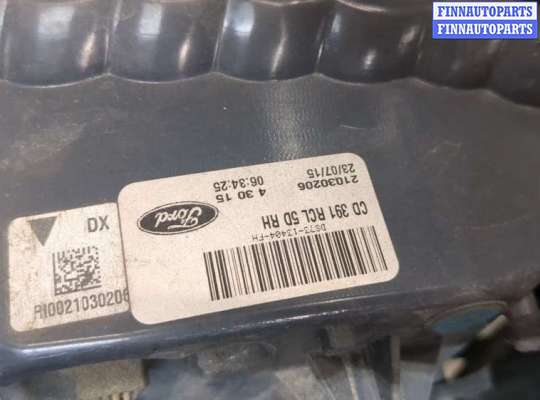 FINNAUTOPARTS
FINNAUTOPARTS
21030206
23/07/15
4 30 15
06:34:25
CD 391 RCL 5D RH
Ford
DS73-13404-FH
DX
RI0021030206